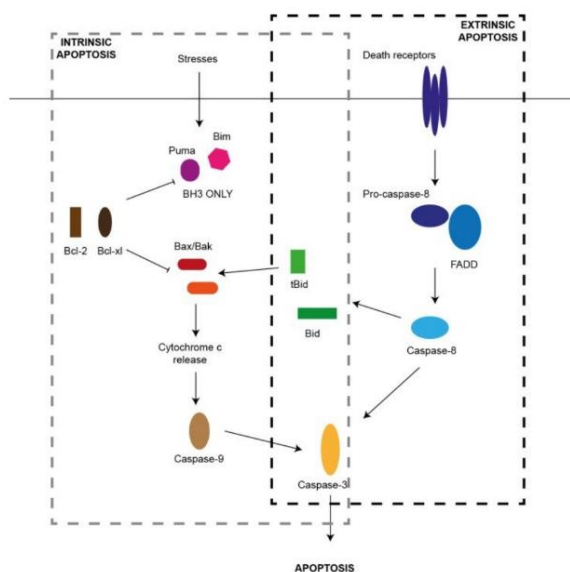 INTRINSIC
APOPTOSIS
EXTRINSIC
APOPTOSIS
Stresses
Death receptors
Bim
Puma
BH3 ONLY
Pro-caspase-8
Bcl-2
Bcl-xl
FADD
Bax/Bak
tBid
Bid
Caspase-8
Cytochrome c
release
Caspase-9
Caspase-3
APOPTOSIS